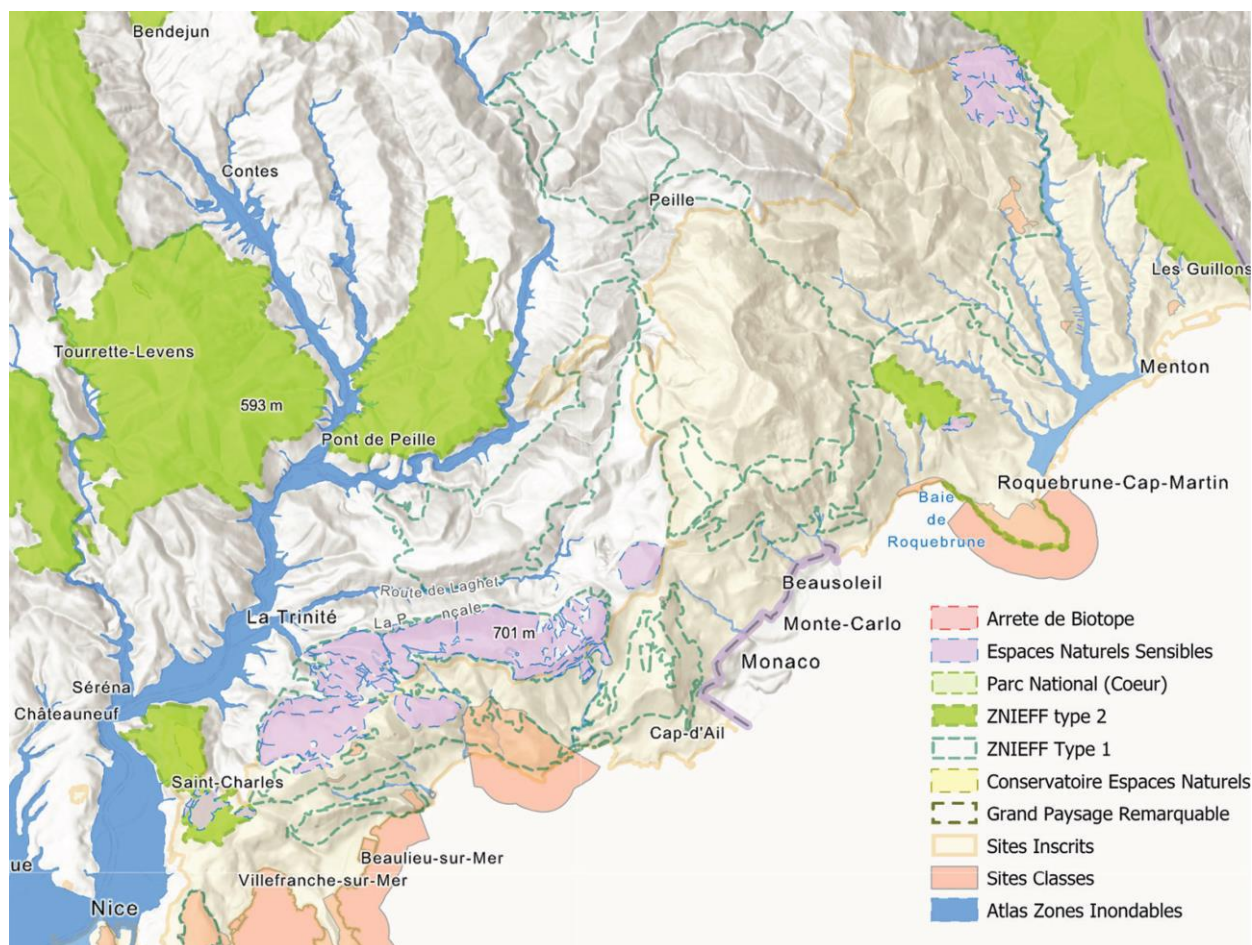 Bendejun
Contes
Peille
Les Guillons
Tourrette-Levens
593 m
Menton
Pont de Peille
Roquebrune-Cap-Martin
Baie
de
Roquebrune
Route de Laghet
Beausoleil
La Trinité
La P
nçale
701 m
Monte-Carlo
Monaco
Séréna
Châteauneuf
Cap-d'Ail
Saint-Charles
Beaulieu-sur-Mer
ue
Villefranche-sur-Mer
Nice
Arrete de Biotope
Espaces Naturels Sensibles
Parc National (Coeur)
ZNIEFF type 2
ZNIEFF Type 1
Conservatoire Espaces Naturels
Grand Paysage Remarquable
Sites Inscrits
Sites Classes
Atlas Zones Inondables